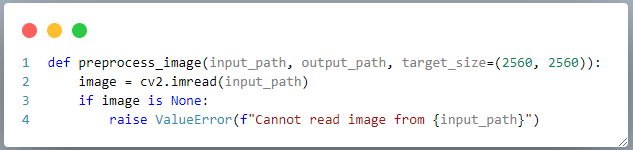 1 def preprocess_image(input_path, output_path, target_size=(2560, 2560)):
2     image = cv2.imread(input_path)
3     if image is None:
4         raise ValueError(f"Cannot read image from {input_path}")